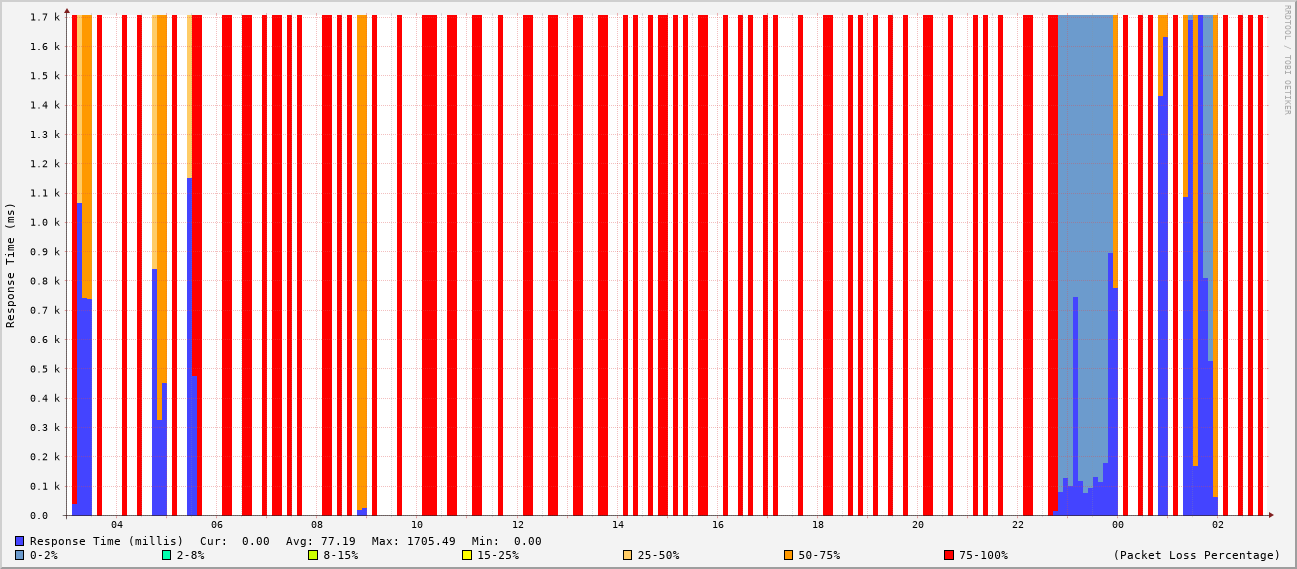 1.7 k
1.6 k
1.5 k
1.4 k
1.3 k
1.2 k
1.1 k
1.0 k
0.9 k
0.8 k
0.7 k
0.6 k
0.5 k
0.4 k
0.3 k
0.2 k
0.1 k
0.0
Response Time (ms)
04 06 08 10 12 14 16 18 20 22 00 02
RRDTOOL / TOBI OETIKER
Response Time (millis) Cur: 0.00 Avg: 77.19 Max: 1705.49 Min: 0.00
0-2% 2-8% 8-15% 15-25% 25-50% 50-75% 75-100% (Packet Loss Percentage)